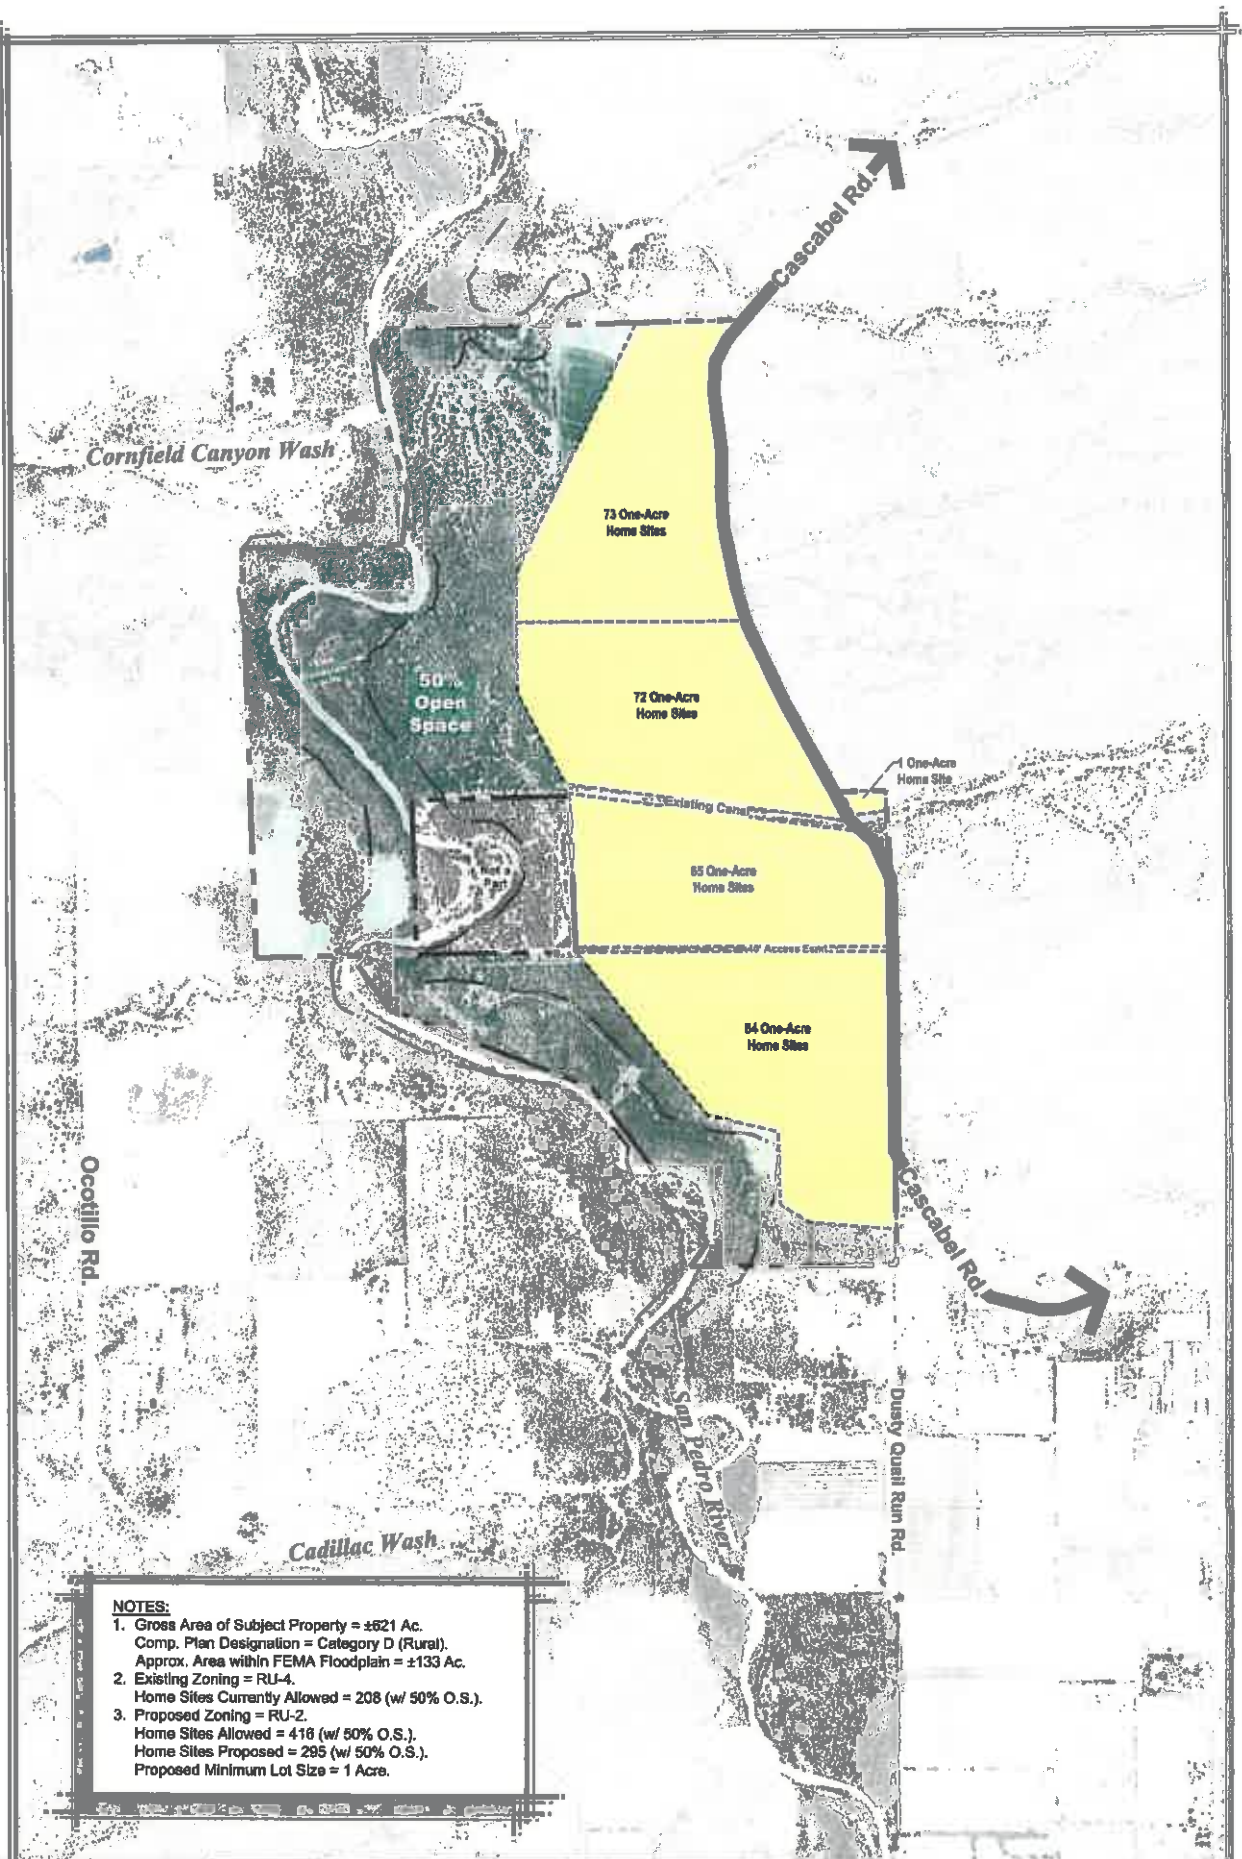 Cascabel Rd.
Cornfield Canyon Wash
73 One-Acre
Home Sites
50%
Open
Space
72 One-Acre
Home Sites
1 One-Acre
Home Site
Existing Canal
Not a
Part
65 One-Acre
Home Sites
40' Access Esmt.
84 One-Acre
Home Sites
Ocotillo Rd.
Cascabel Rd.
San Pedro River
Dusty Quail Run Rd.
Cadillac Wash
NOTES:
1. Gross Area of Subject Property = ±621 Ac.
Comp. Plan Designation = Category D (Rural).
Approx. Area within FEMA Floodplain = ±133 Ac.
2. Existing Zoning = RU-4.
Home Sites Currently Allowed = 208 (w/ 50% O.S.).
3. Proposed Zoning = RU-2.
Home Sites Allowed = 416 (w/ 50% O.S.).
Home Sites Proposed = 295 (w/ 50% O.S.).
Proposed Minimum Lot Size = 1 Acre.